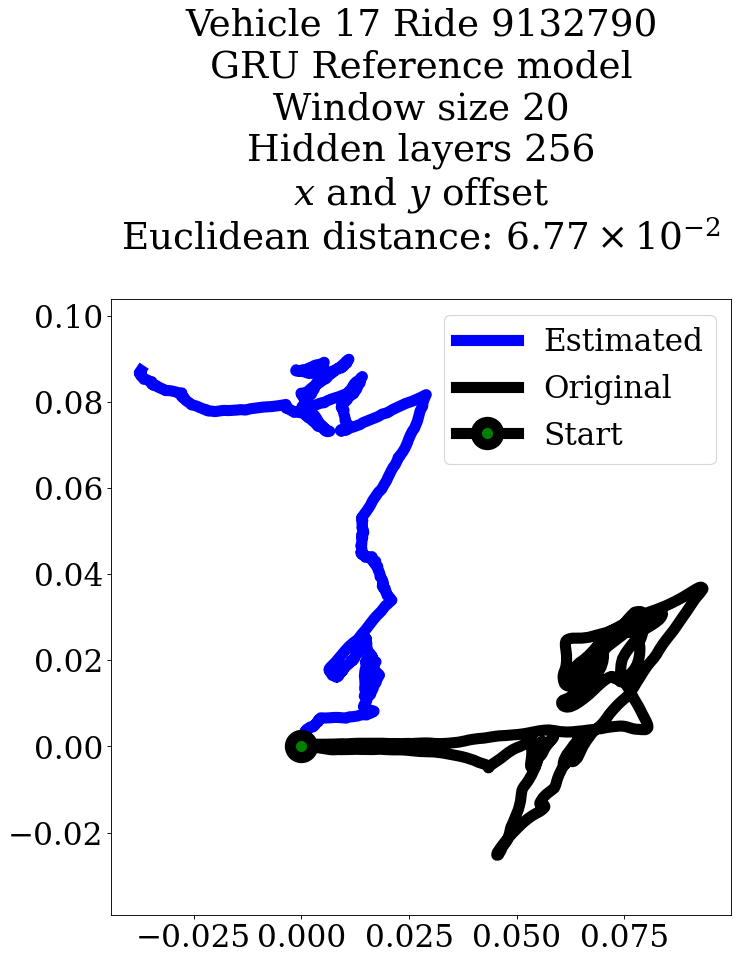 Vehicle 17 Ride 9132790
GRU Reference model
Window size 20
Hidden layers 256
x and y offset
Euclidean distance: 6.77 × 10⁻²
0.10
0.08
0.06
0.04
0.02
0.00
−0.02
Estimated
Original
Start
−0.025 0.000 0.025 0.050 0.075